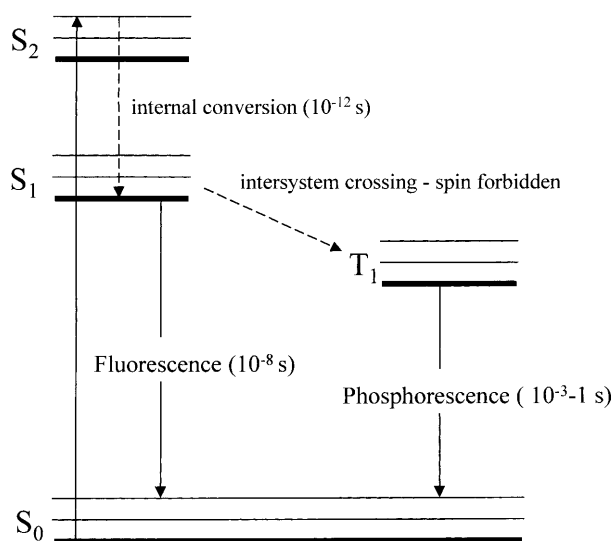 S₂
internal conversion (10⁻¹² s)
S₁
intersystem crossing - spin forbidden
T₁
Fluorescence (10⁻⁸ s)
Phosphorescence ( 10⁻³-1 s)
S₀